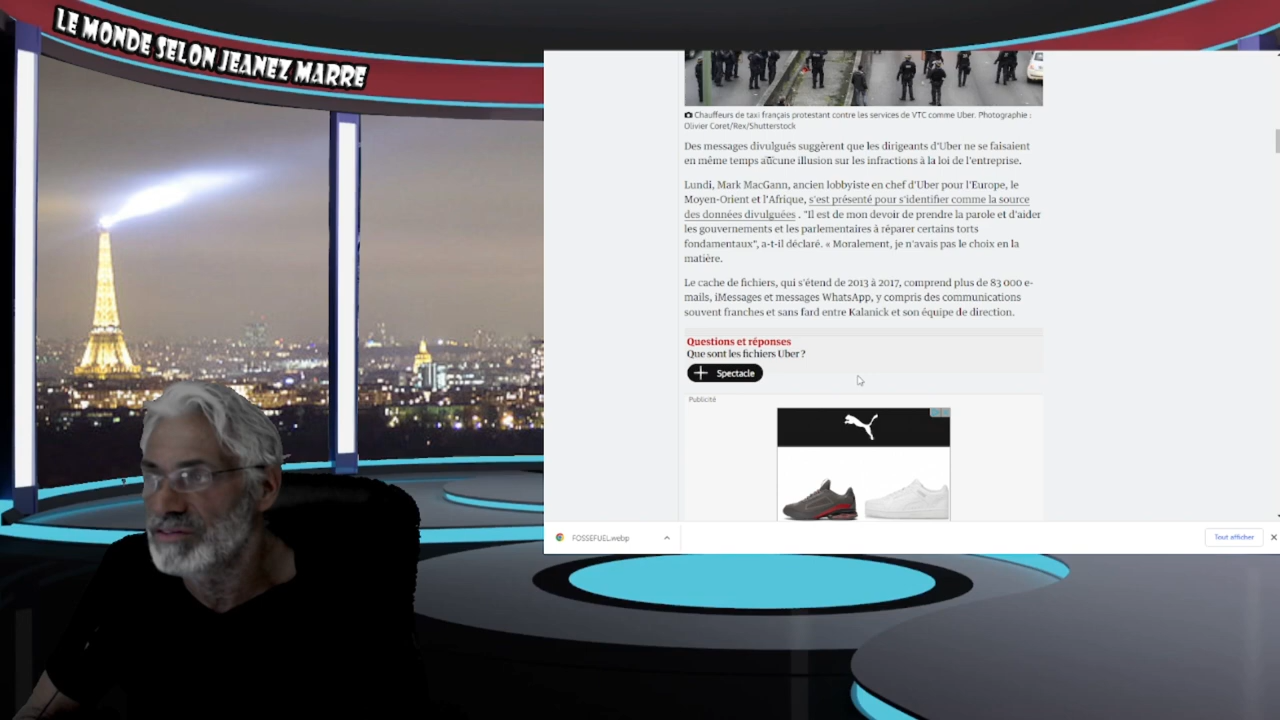 LE MONDE SELON JEANEZ MARRE
Chauffeurs de taxi français protestant contre les services de VTC comme Uber. Photographie :
Olivier Coret/Rex/Shutterstock
Des messages divulgués suggèrent que les dirigeants d'Uber ne se faisaient
en même temps aucune illusion sur les infractions à la loi de l'entreprise.
Lundi, Mark MacGann, ancien lobbyiste en chef d'Uber pour l'Europe, le
Moyen-Orient et l'Afrique, s'est présenté pour s'identifier comme la source
des données divulguées . "Il est de mon devoir de prendre la parole et d'aider
les gouvernements et les parlementaires à réparer certains torts
fondamentaux", a-t-il déclaré. « Moralement, je n'avais pas le choix en la
matière.
Le cache de fichiers, qui s'étend de 2013 à 2017, comprend plus de 83 000 e-
mails, iMessages et messages WhatsApp, y compris des communications
souvent franches et sans fard entre Kalanick et son équipe de direction.
Questions et réponses
Que sont les fichiers Uber ?
Spectacle
Publicité
FOSSEFUEL.webp
Tout afficher